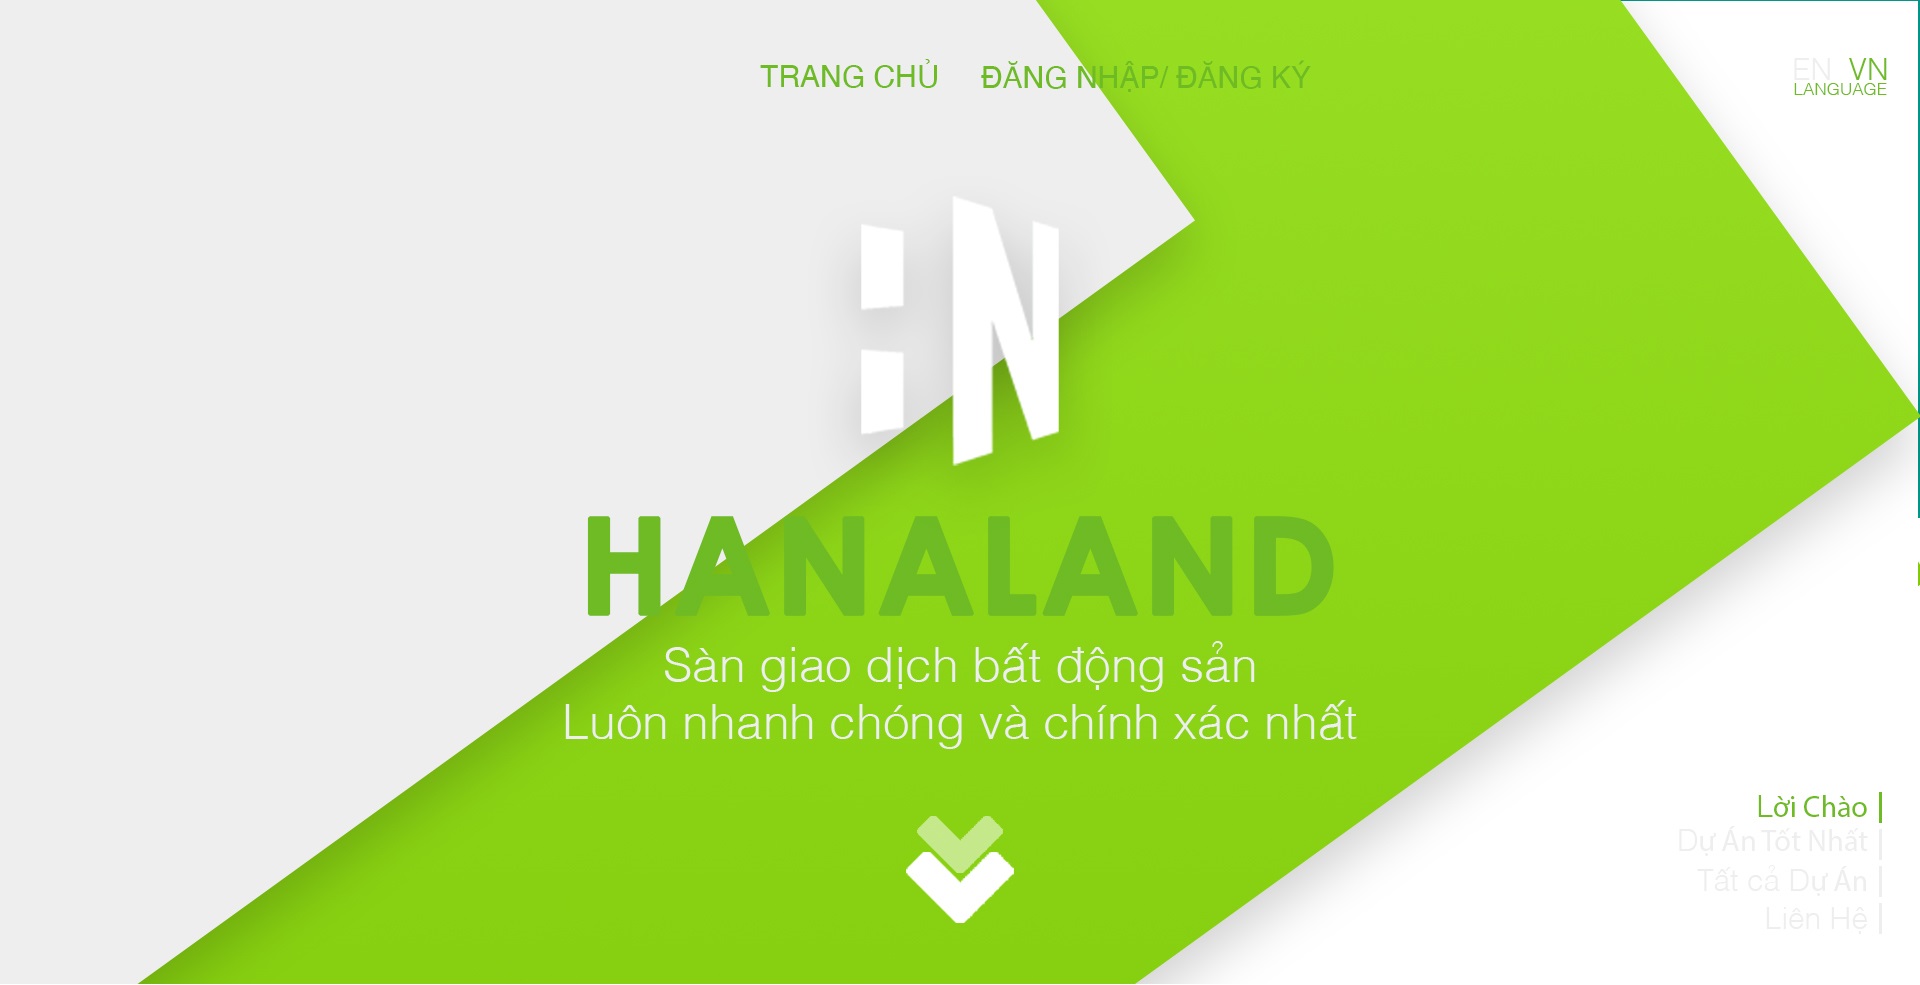 TRANG CHỦ ĐĂNG NHẬP/ ĐĂNG KÝ
EN VN
LANGUAGE
HN
HANALAND
Sàn giao dịch bất động sản
Luôn nhanh chóng và chính xác nhất
Lời Chào
Dự Án Tốt Nhất
Tất cả Dự Án
Liên Hệ